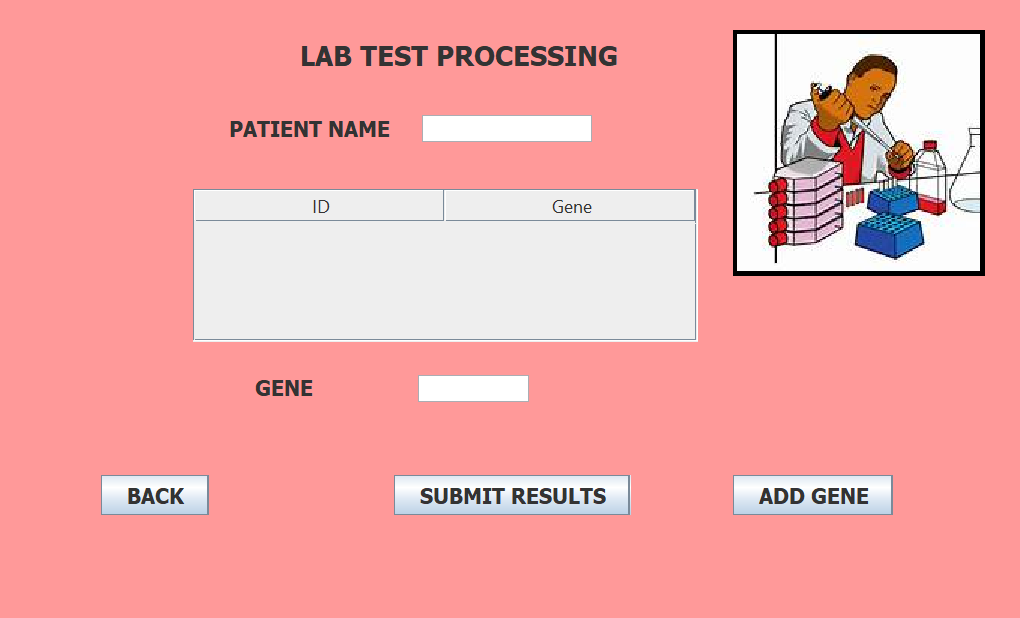 LAB TEST PROCESSING
PATIENT NAME
ID Gene
GENE
BACK SUBMIT RESULTS ADD GENE